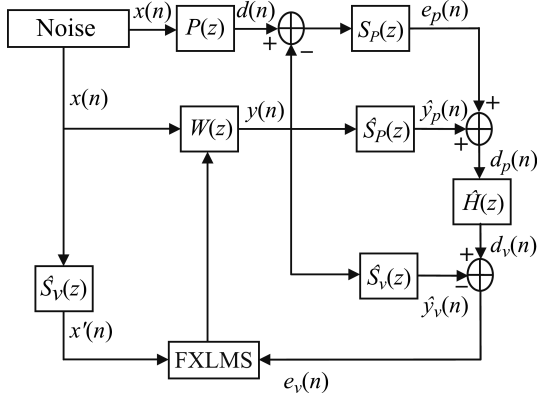 Noise
x(n)
P(z)
d(n)
+
−
S_P(z)
e_p(n)
x(n)
W(z)
y(n)
Ŝ_P(z)
ŷ_p(n)
+
+
d_p(n)
Ĥ(z)
d_v(n)
+
−
Ŝ_v(z)
ŷ_v(n)
Ŝ_v(z)
x'(n)
FXLMS
e_v(n)